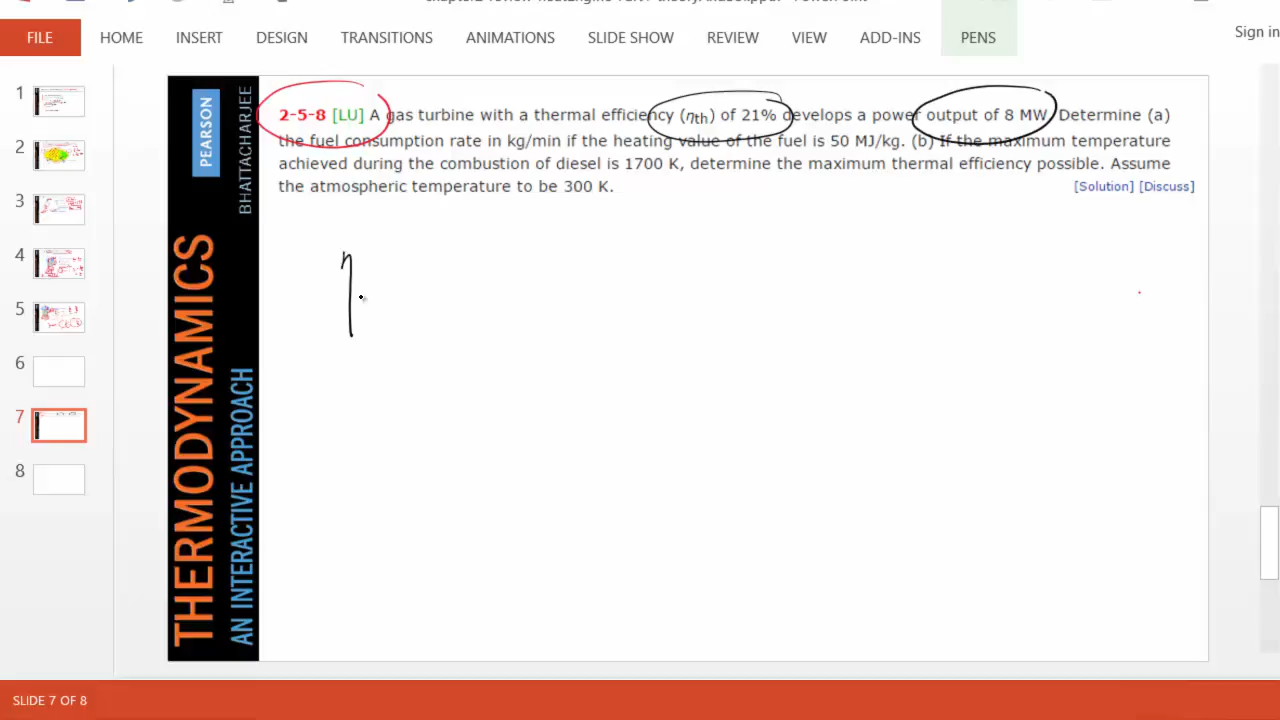 FILE HOME INSERT DESIGN TRANSITIONS ANIMATIONS SLIDE SHOW REVIEW VIEW ADD-INS PENS Sign in
1
2
3
4
5
6
7
8
PEARSON
BHATTACHARJEE
THERMODYNAMICS
AN INTERACTIVE APPROACH
2-5-8 [LU] A gas turbine with a thermal efficiency (ηth) of 21% develops a power output of 8 MW. Determine (a)
the fuel consumption rate in kg/min if the heating value of the fuel is 50 MJ/kg. (b) If the maximum temperature
achieved during the combustion of diesel is 1700 K, determine the maximum thermal efficiency possible. Assume
the atmospheric temperature to be 300 K. [Solution] [Discuss]
η
SLIDE 7 OF 8